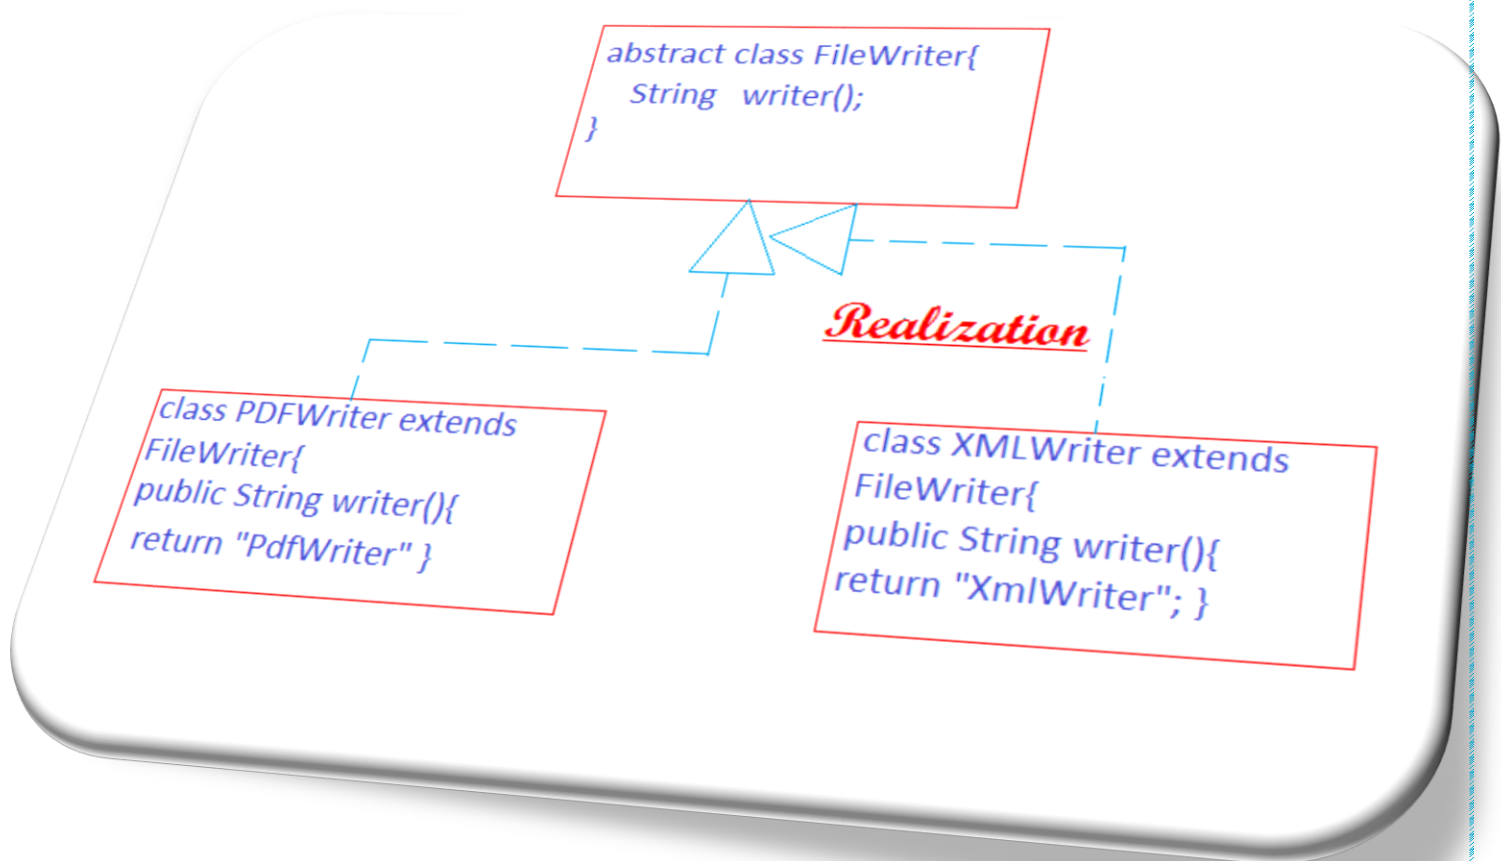 abstract class FileWriter{
String writer();
}
Realization
class PDFWriter extends
FileWriter{
public String writer(){
return "PdfWriter" }
class XMLWriter extends
FileWriter{
public String writer(){
return "XmlWriter"; }